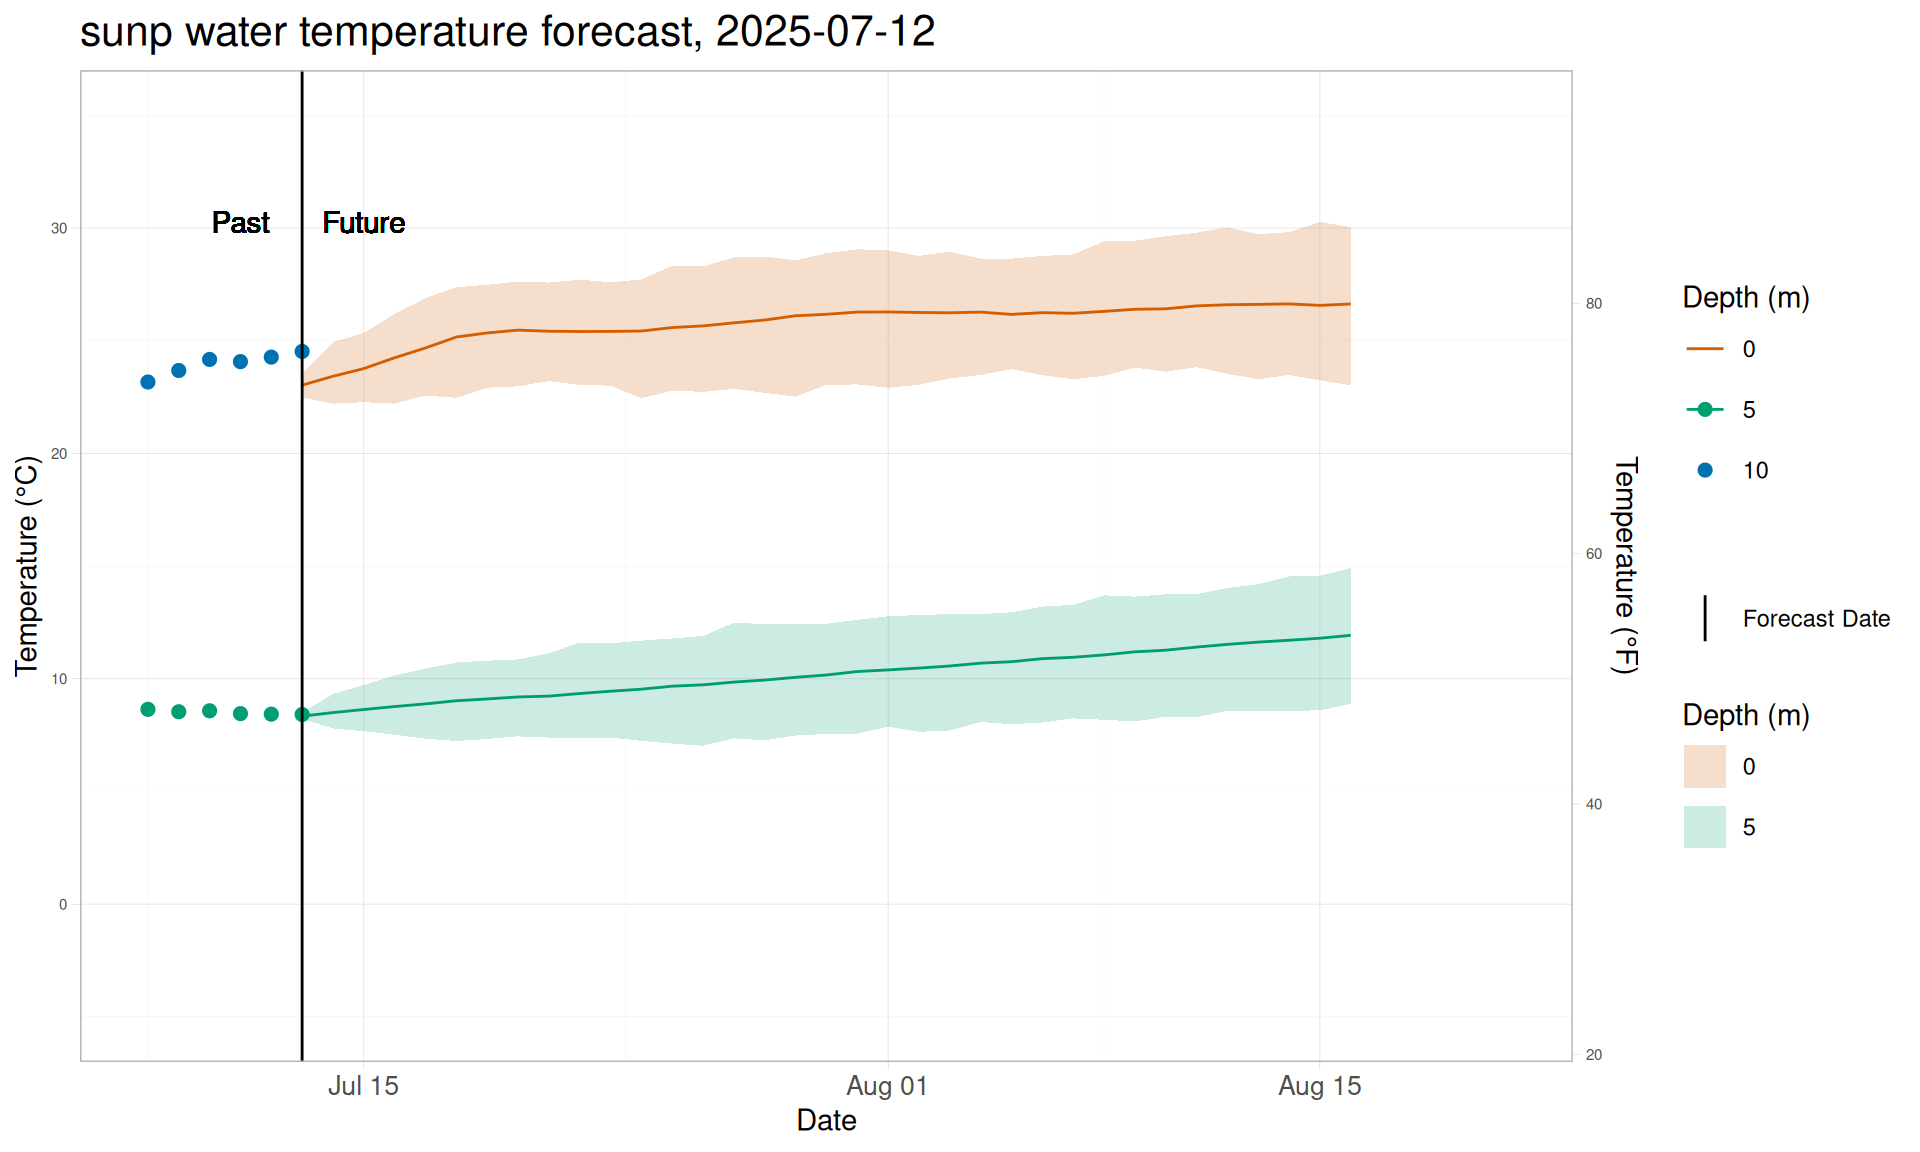 sunp water temperature forecast, 2025-07-12
Past
Future
30
20
10
0
Temperature (°C)
80
60
40
20
Temperature (°F)
Jul 15
Aug 01
Aug 15
Date
Depth (m)
0
5
10
Forecast Date
Depth (m)
0
5